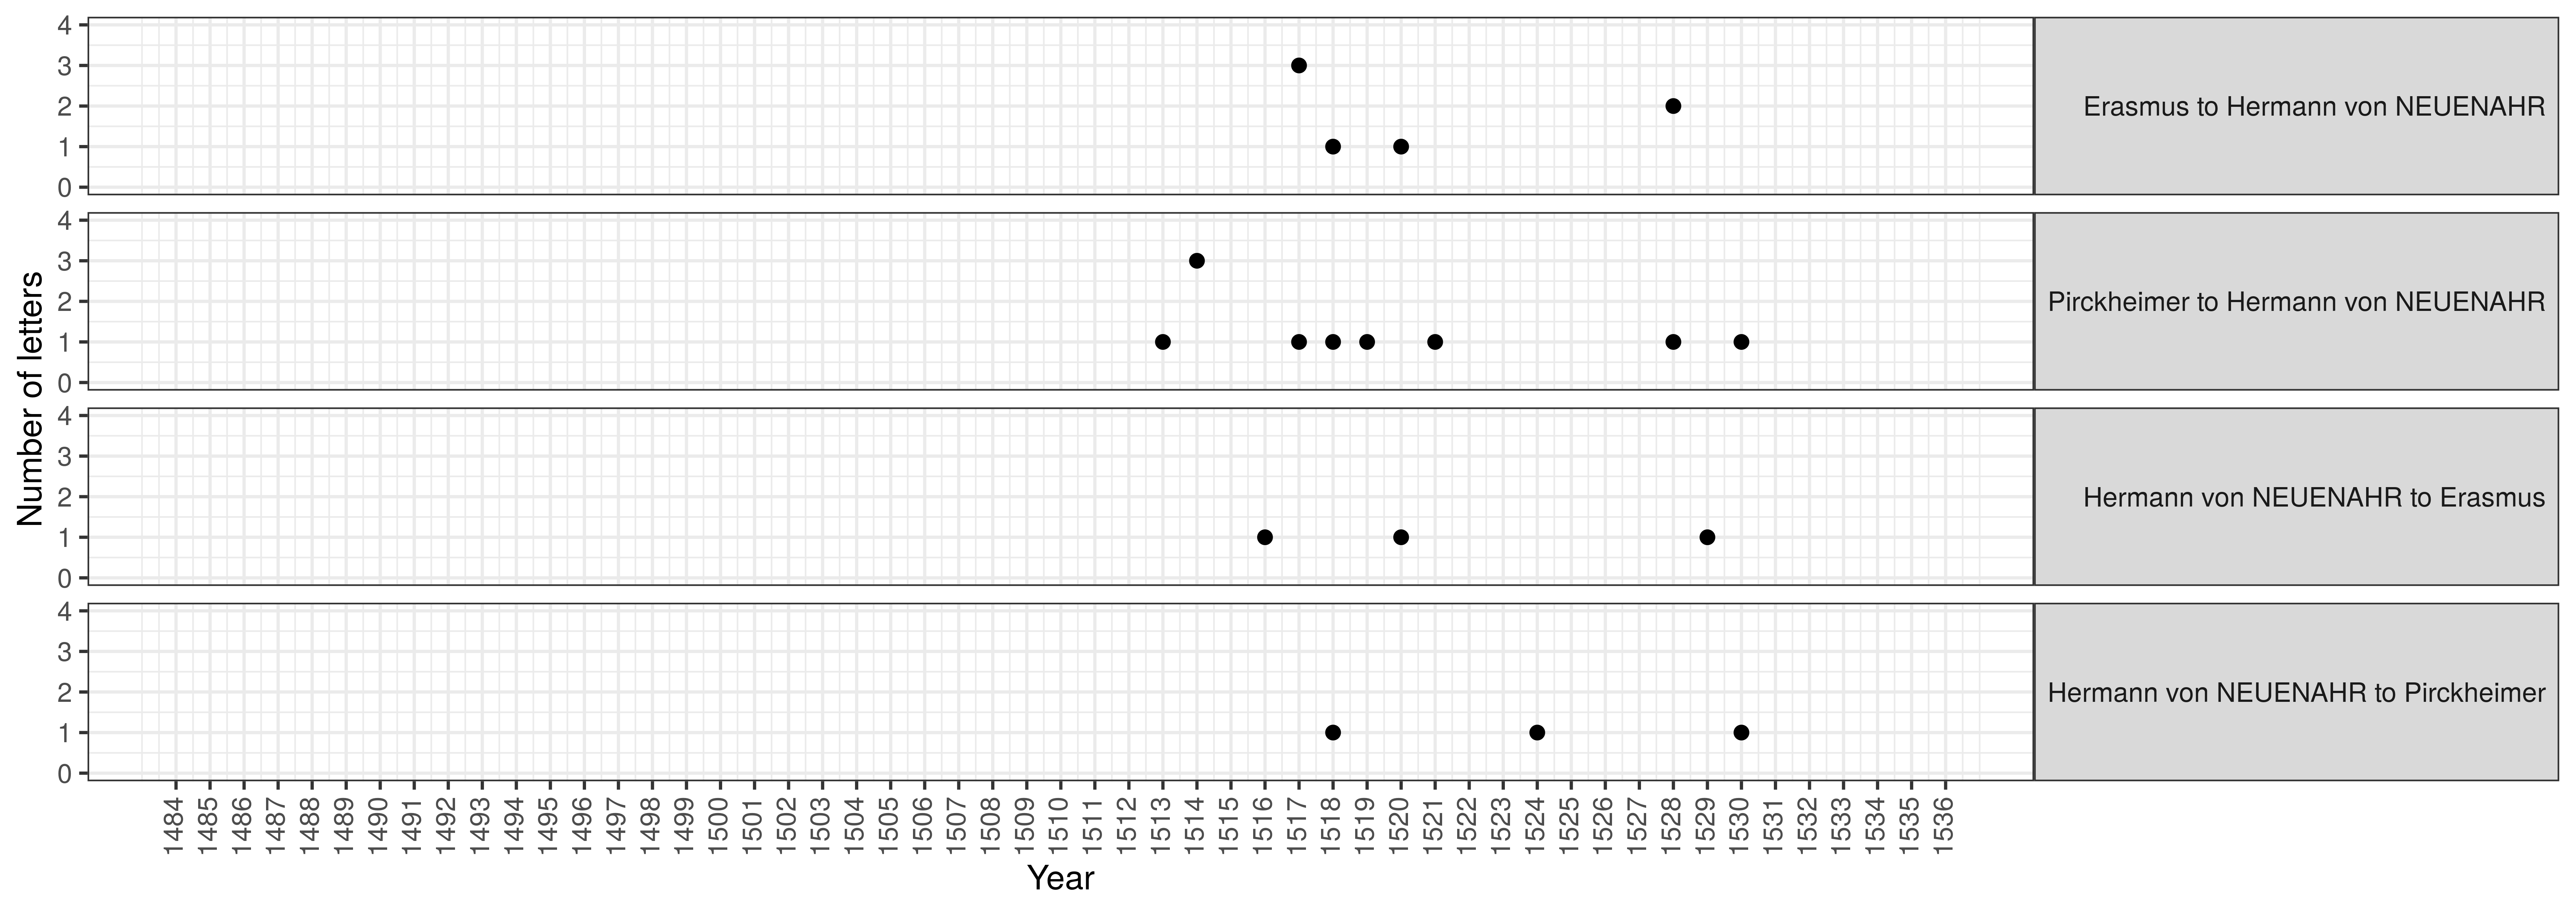 Number of letters
4
3
2
1
0
Erasmus to Hermann von NEUENAHR
4
3
2
1
0
Pirckheimer to Hermann von NEUENAHR
4
3
2
1
0
Hermann von NEUENAHR to Erasmus
4
3
2
1
0
Hermann von NEUENAHR to Pirckheimer
1484 1485 1486 1487 1488 1489 1490 1491 1492 1493 1494 1495 1496 1497 1498 1499 1500 1501 1502 1503 1504 1505 1506 1507 1508 1509 1510 1511 1512 1513 1514 1515 1516 1517 1518 1519 1520 1521 1522 1523 1524 1525 1526 1527 1528 1529 1530 1531 1532 1533 1534 1535 1536
Year